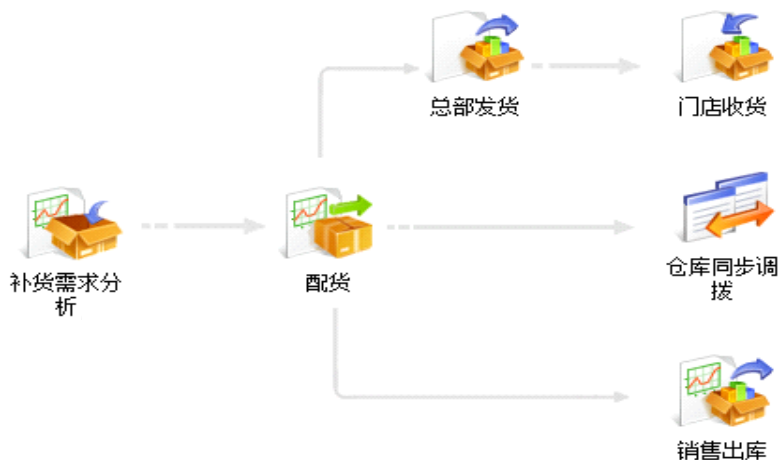 总部发货
门店收货
补货需求分
析
配货
仓库同步调
拨
销售出库